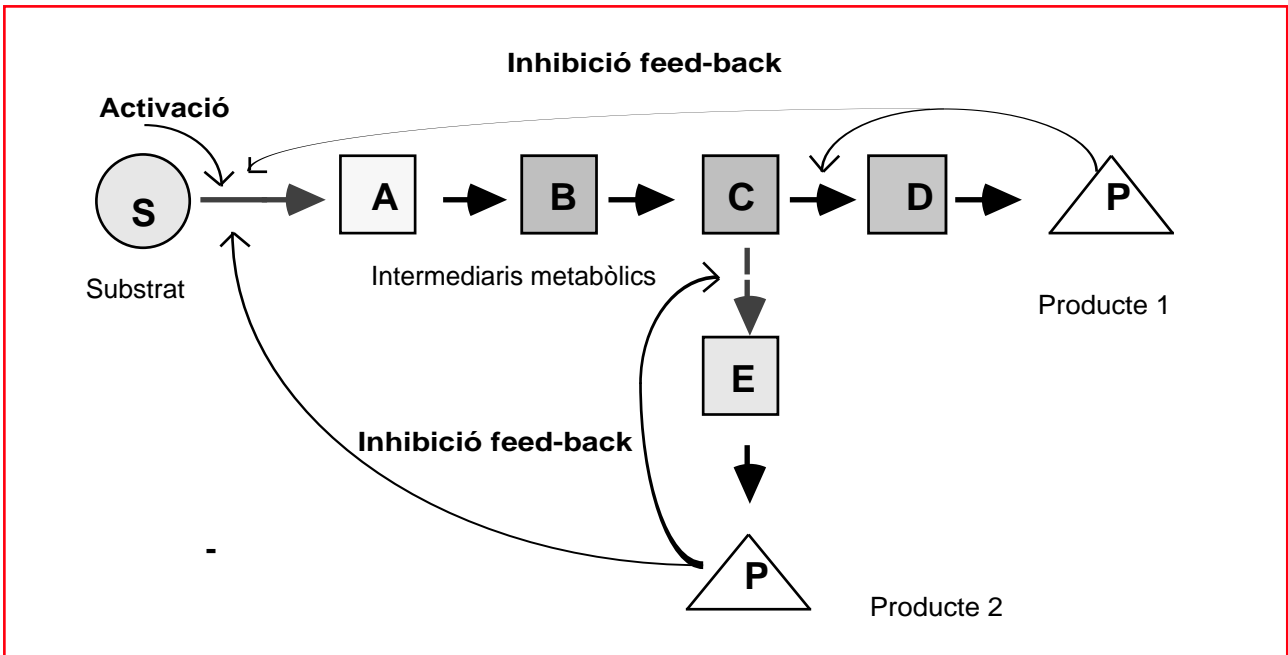 Inhibició feed-back
Activació
S
A
B
C
D
P
Substrat
Intermediaris metabòlics
Producte 1
E
Inhibició feed-back
-
P
Producte 2